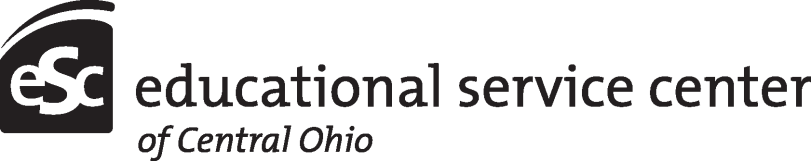 eSc
educational service center
of Central Ohio